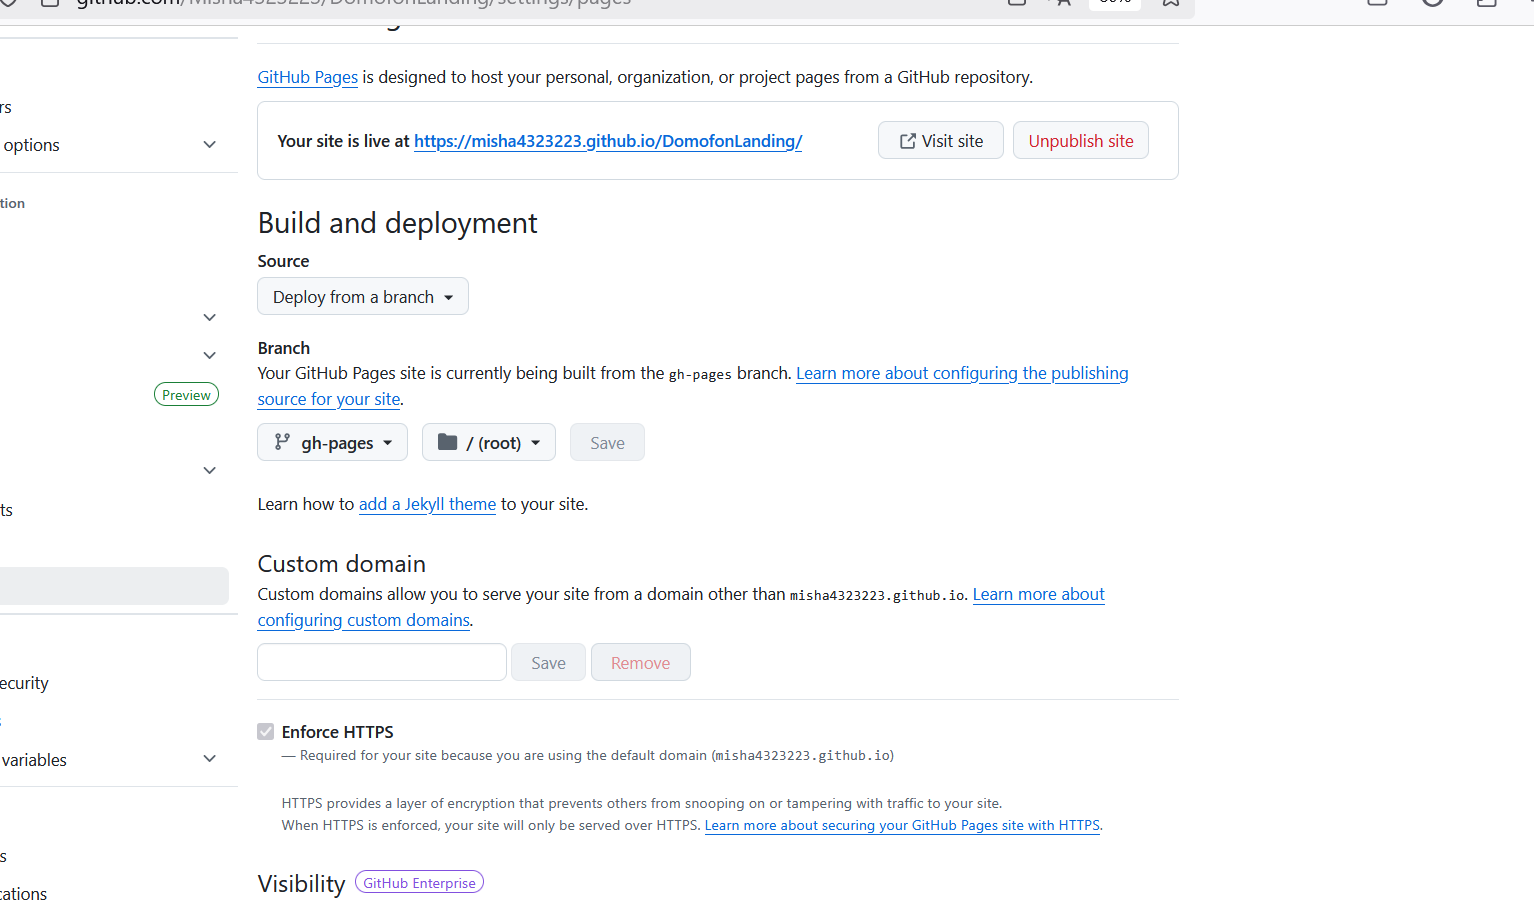 github.com/Misha4323223/DomofonLanding/settings/pages
GitHub Pages is designed to host your personal, organization, or project pages from a GitHub repository.
Your site is live at https://misha4323223.github.io/DomofonLanding/
Visit site
Unpublish site
Build and deployment
Source
Deploy from a branch
Branch
Your GitHub Pages site is currently being built from the gh-pages branch. Learn more about configuring the publishing
source for your site.
gh-pages
/ (root)
Save
Learn how to add a Jekyll theme to your site.
Custom domain
Custom domains allow you to serve your site from a domain other than misha4323223.github.io. Learn more about
configuring custom domains.
Save
Remove
Enforce HTTPS
— Required for your site because you are using the default domain (misha4323223.github.io)
HTTPS provides a layer of encryption that prevents others from snooping on or tampering with traffic to your site.
When HTTPS is enforced, your site will only be served over HTTPS. Learn more about securing your GitHub Pages site with HTTPS.
Visibility
GitHub Enterprise
rs
options
tion
Preview
ts
ecurity
s
variables
s
cations